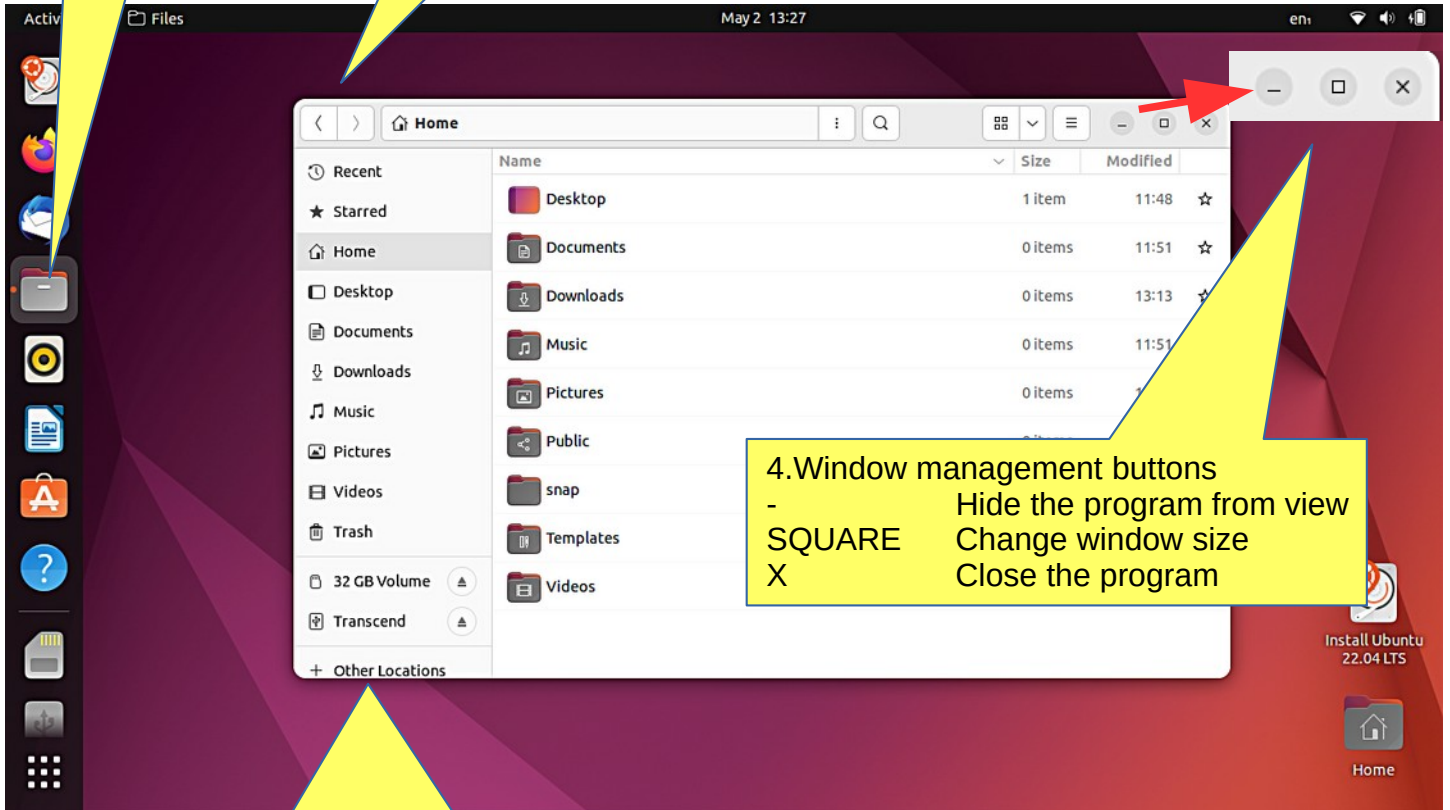 Activ
Files
May 2 13:27
en₁
Home
Recent
Starred
Home
Desktop
Documents
Downloads
Music
Pictures
Videos
Trash
32 GB Volume
Transcend
+ Other Locations
Name Size Modified
Desktop 1 item 11:48
Documents 0 items 11:51
Downloads 0 items 13:13
Music 0 items 11:51
Pictures 0 items
Public
snap
Templates
Videos
4.Window management buttons
- Hide the program from view
SQUARE Change window size
X Close the program
Install Ubuntu
22.04 LTS
Home